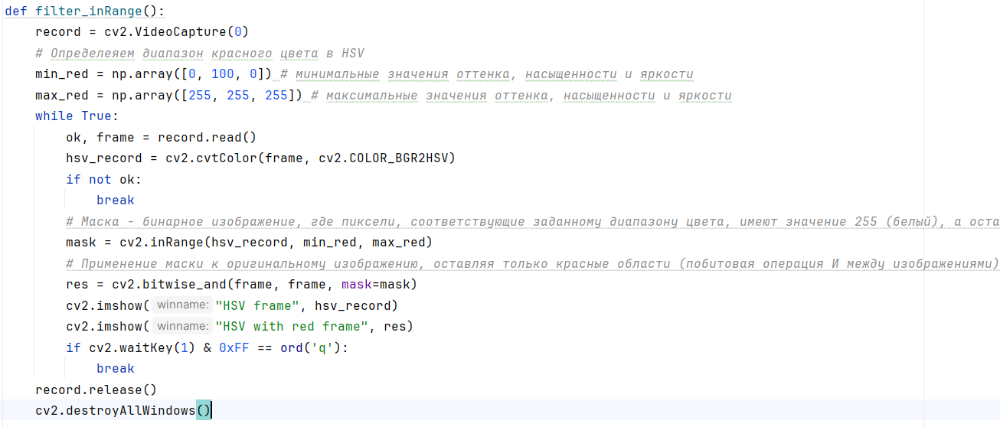 def filter_inRange():
    record = cv2.VideoCapture(0)
    # Определеяем диапазон красного цвета в HSV
    min_red = np.array([0, 100, 0]) # минимальные значения оттенка, насыщенности и яркости
    max_red = np.array([255, 255, 255]) # максимальные значения оттенка, насыщенности и яркости
    while True:
        ok, frame = record.read()
        hsv_record = cv2.cvtColor(frame, cv2.COLOR_BGR2HSV)
        if not ok:
            break
        # Маска - бинарное изображение, где пиксели, соответствующие заданному диапазону цвета, имеют значение 255 (белый), а оста
        mask = cv2.inRange(hsv_record, min_red, max_red)
        # Применение маски к оригинальному изображению, оставляя только красные области (побитовая операция И между изображениями)
        res = cv2.bitwise_and(frame, frame, mask=mask)
        cv2.imshow( winname: "HSV frame", hsv_record)
        cv2.imshow( winname: "HSV with red frame", res)
        if cv2.waitKey(1) & 0xFF == ord('q'):
            break
    record.release()
    cv2.destroyAllWindows()